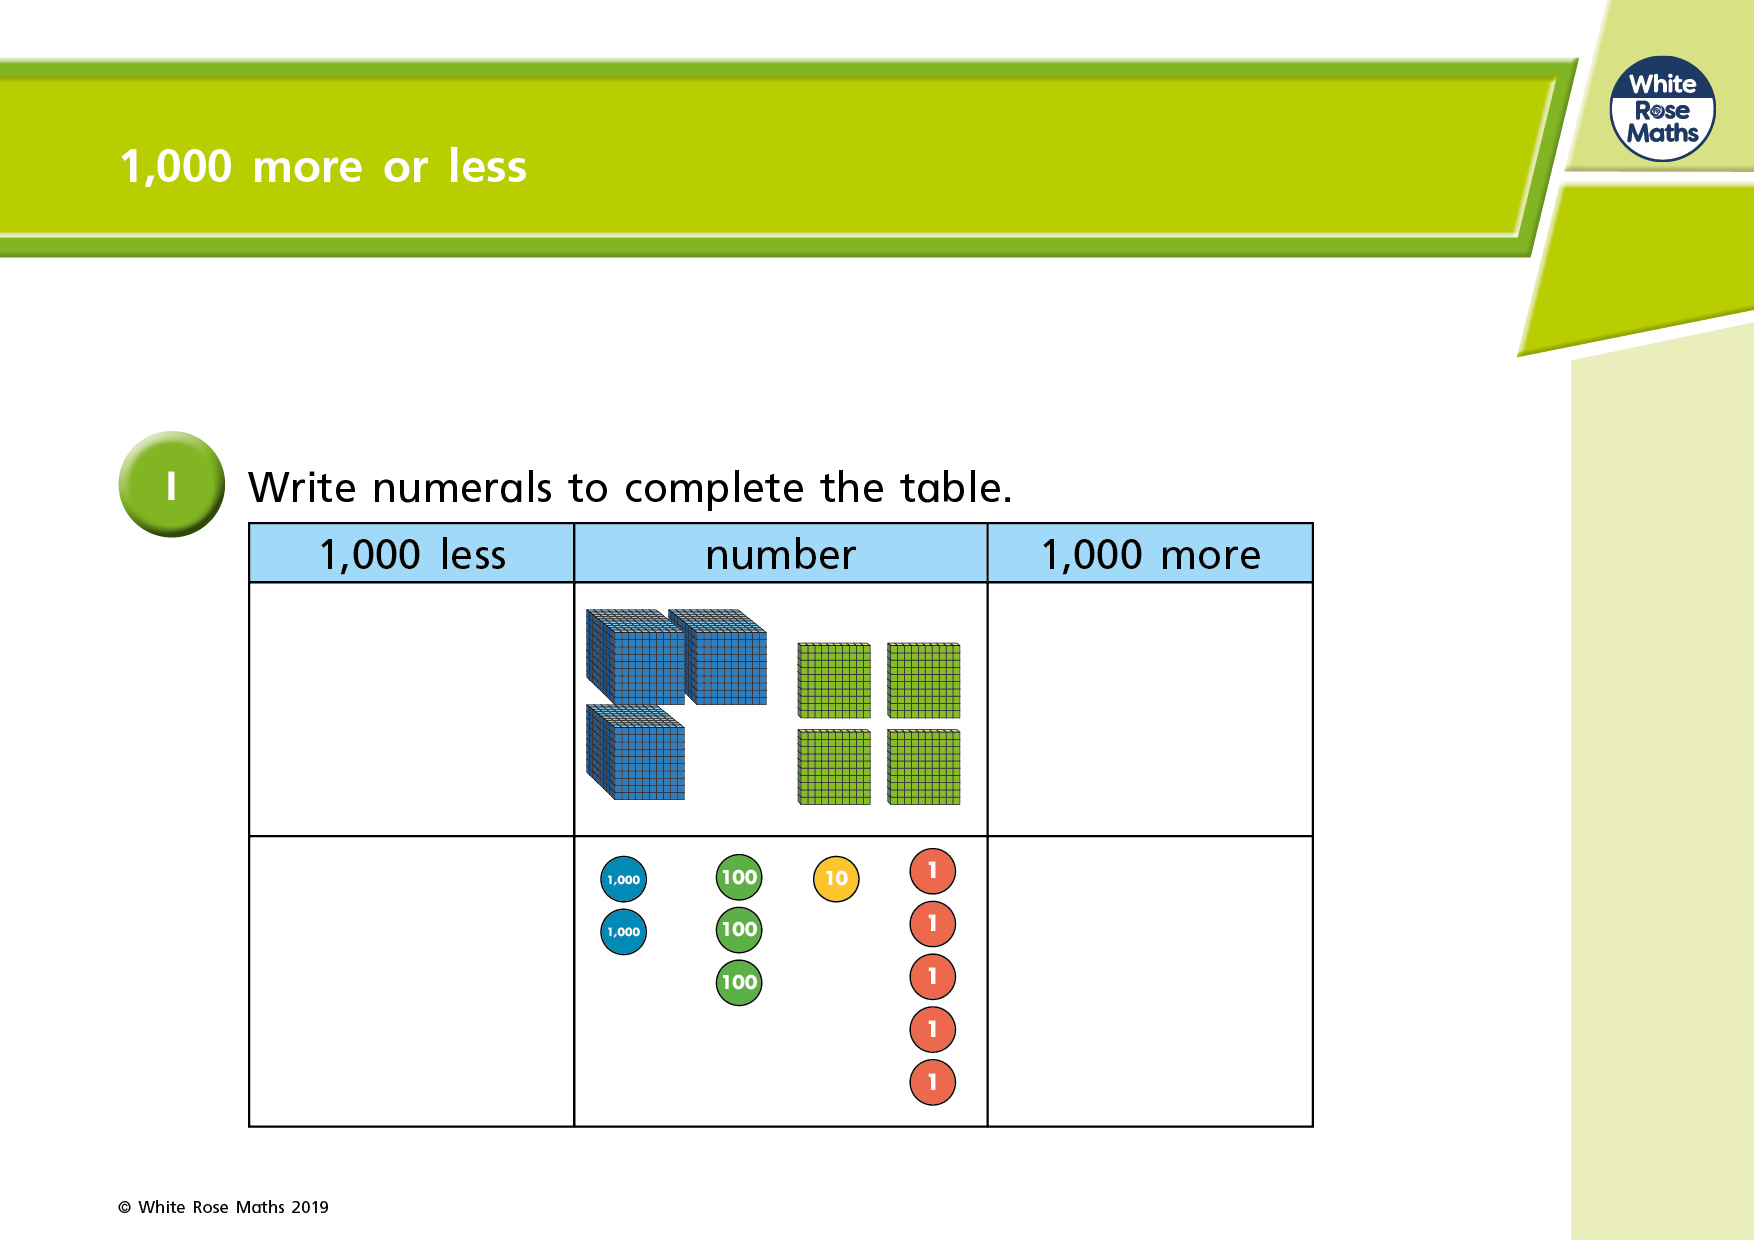 White
Rose
Maths
1,000 more or less
1
Write numerals to complete the table.
1,000 less number 1,000 more
1,000 100 10 1
1,000 100 1
100 1
1
1
© White Rose Maths 2019